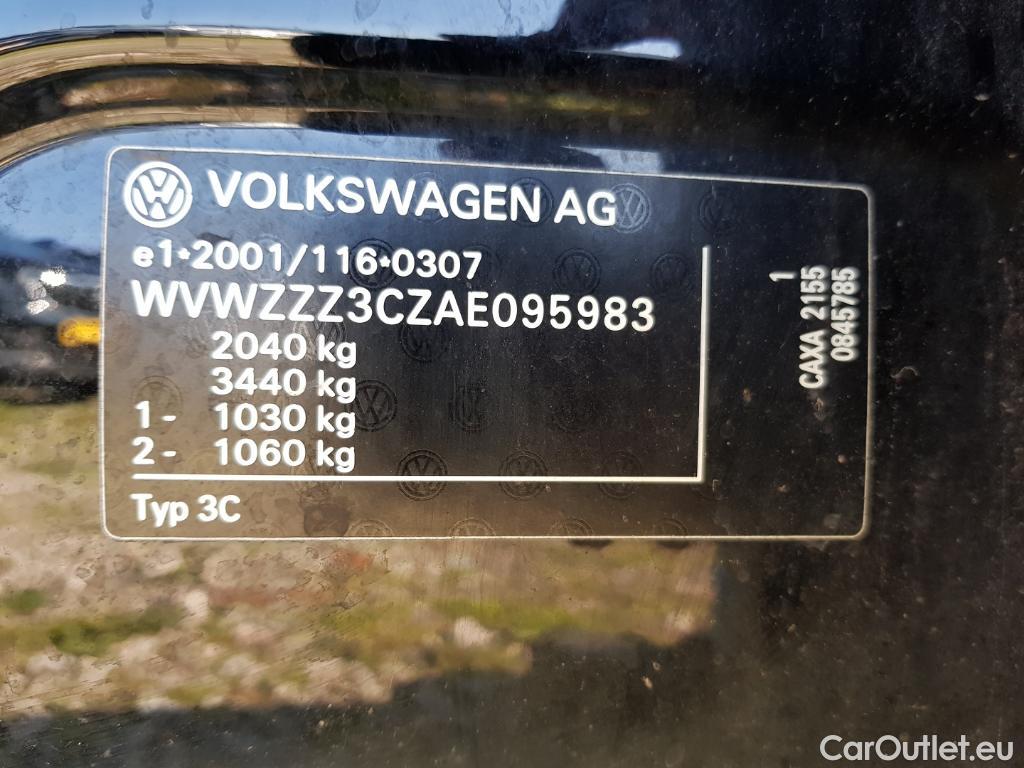 VOLKSWAGEN AG
e1*2001/116*0307
WVWZZZ3CZAE095983
2040 kg
3440 kg
1- 1030 kg
2- 1060 kg
Typ 3C
1
CAXA 2155
0845785
CarOutlet.eu